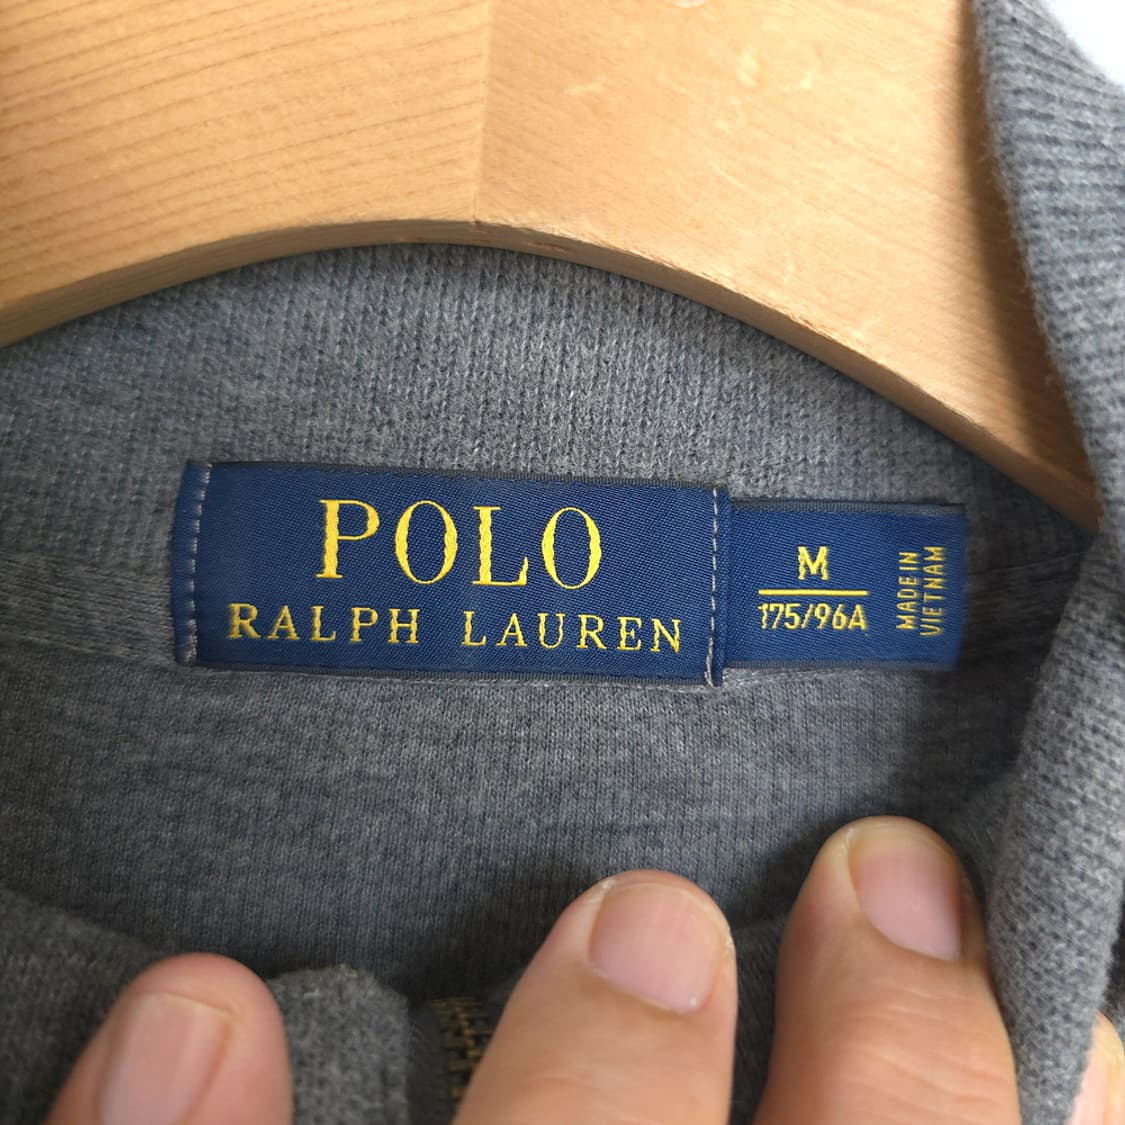 POLO
RALPH LAUREN
M
175/96A
MADE IN
VIETNAM